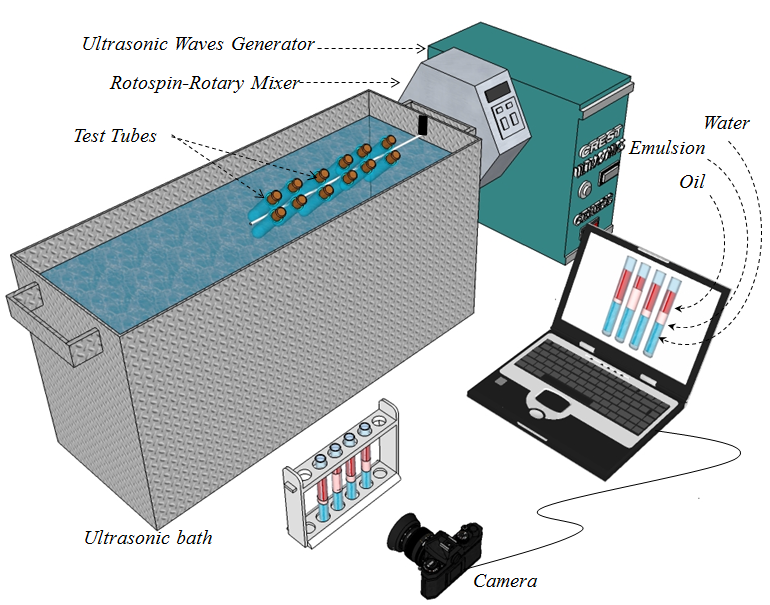 Ultrasonic Waves Generator
Rotospin-Rotary Mixer
Test Tubes
Water
Emulsion
Oil
CREST
Ultrasonic bath
Camera